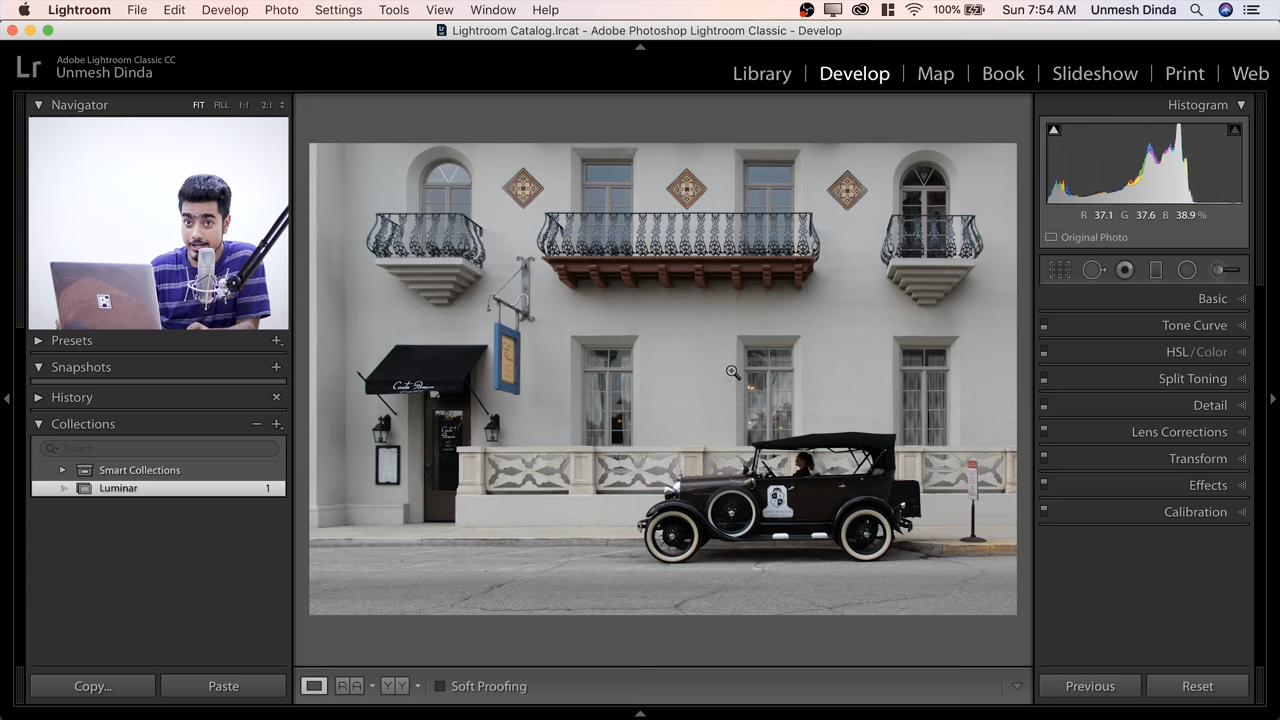 Lightroom File Edit Develop Photo Settings Tools View Window Help 100% Sun 7:54 AM Unmesh Dinda
Lightroom Catalog.lrcat - Adobe Photoshop Lightroom Classic - Develop
Lr Adobe Lightroom Classic CC
Unmesh Dinda
Library | Develop | Map | Book | Slideshow | Print | Web
Navigator FIT FILL 1:1 2:1
Histogram
R 37.1 G 37.6 B 38.9 %
Original Photo
Basic
Tone Curve
HSL / Color
Split Toning
Detail
Lens Corrections
Transform
Effects
Calibration
Presets
Snapshots
History
Collections
Search
Smart Collections
Luminar 1
Copy... Paste
R A Y Y Soft Proofing
Previous Reset